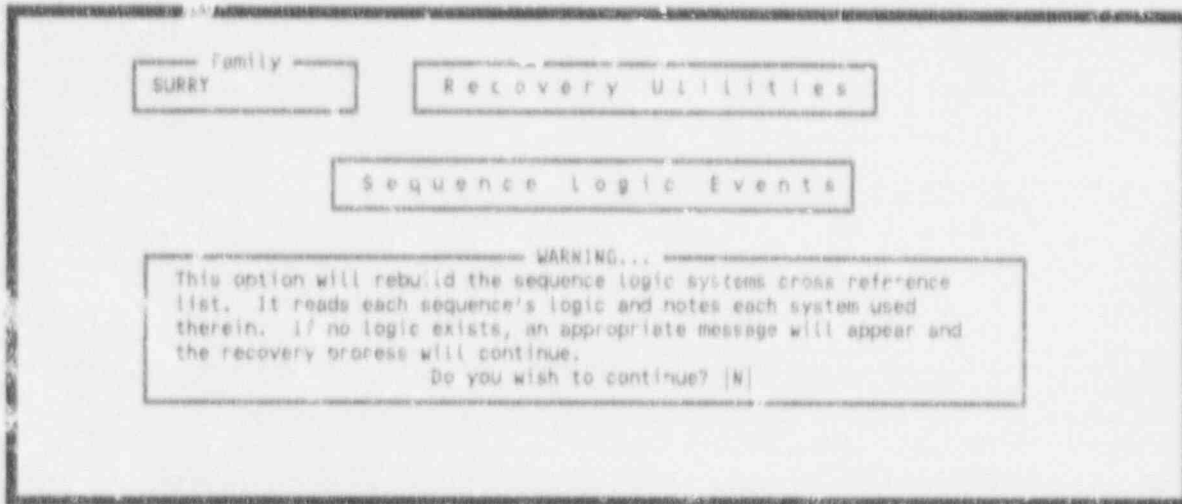 Family
SURRY
Recovery Utilities
Sequence Logic Events
WARNING...
This option will rebuild the sequence logic systems cross reference
list. It reads each sequence's logic and notes each system used
therein. If no logic exists, an appropriate message will appear and
the recovery process will continue.
Do you wish to continue? |N|